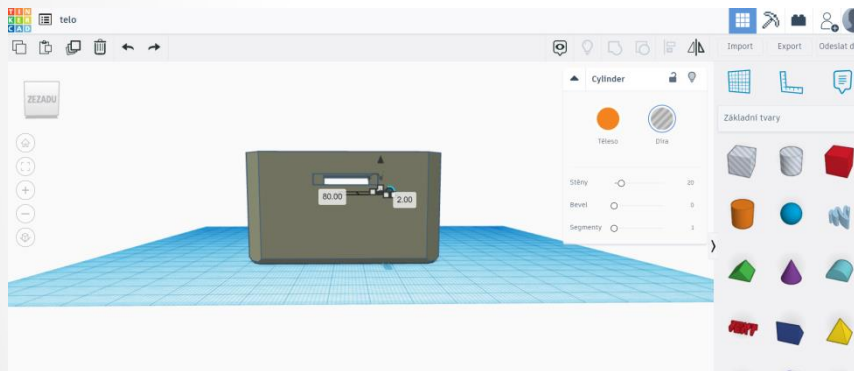 TIN
KER
CAD
telo
Import Export Odeslat d
ZEZADU
Cylinder
Těleso Díra
Stěny 20
Bevel 0
Segmenty 1
80.00
2.00
Základní tvary